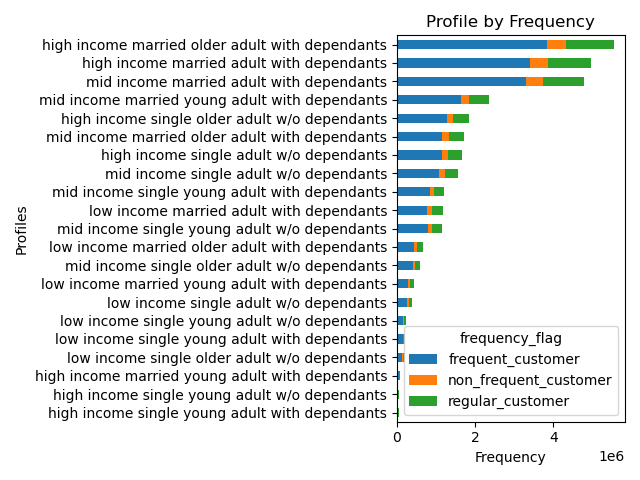 Profile by Frequency
high income married older adult with dependants
high income married adult with dependants
mid income married adult with dependants
mid income married young adult with dependants
high income single older adult w/o dependants
mid income married older adult with dependants
high income single adult w/o dependants
mid income single adult w/o dependants
mid income single young adult with dependants
low income married adult with dependants
mid income single young adult w/o dependants
low income married older adult with dependants
mid income single older adult w/o dependants
low income married young adult with dependants
low income single adult w/o dependants
low income single young adult w/o dependants
low income single young adult with dependants
low income single older adult w/o dependants
high income married young adult with dependants
high income single young adult w/o dependants
high income single young adult with dependants
Profiles
frequency_flag
frequent_customer
non_frequent_customer
regular_customer
0 2 4
1e6
Frequency